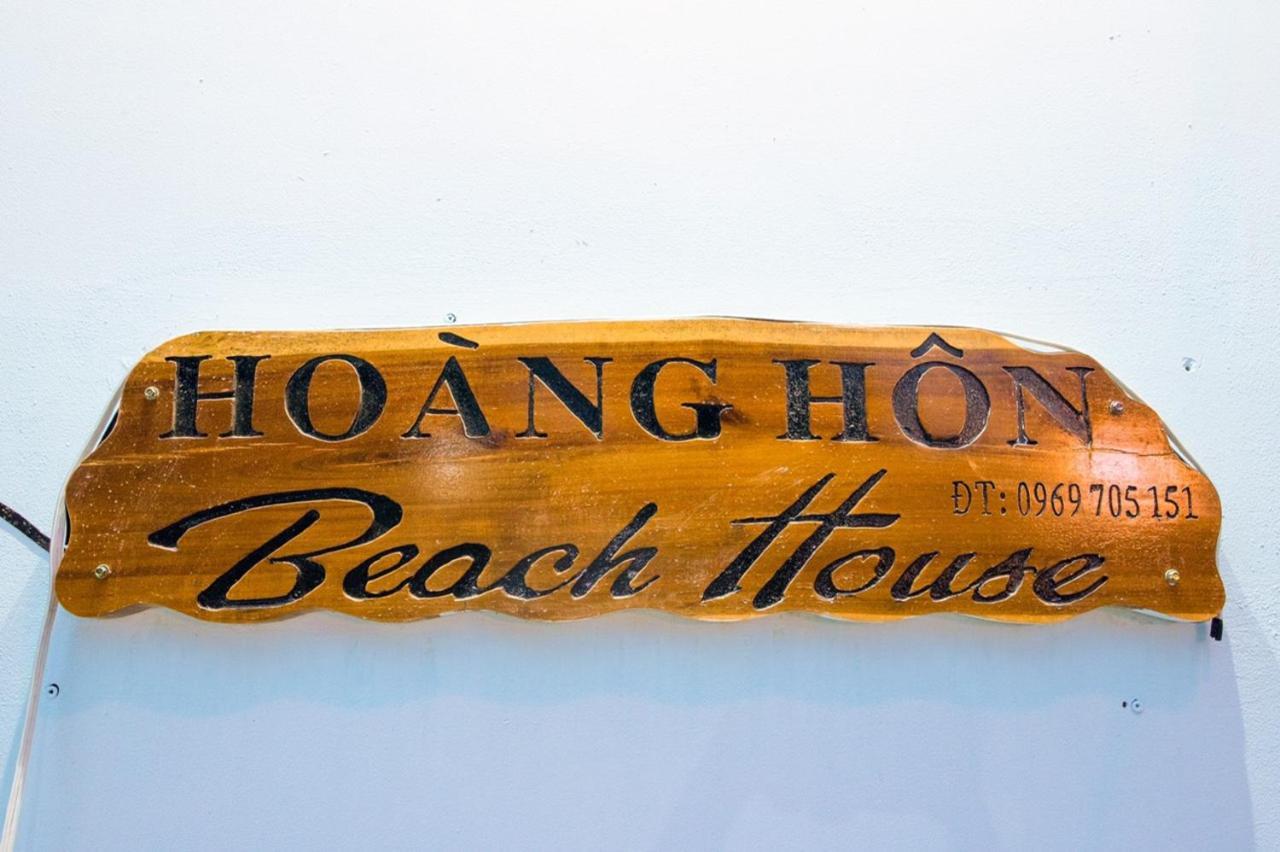 HOÀNG HÔN
ĐT: 0969 705 151
Beach House